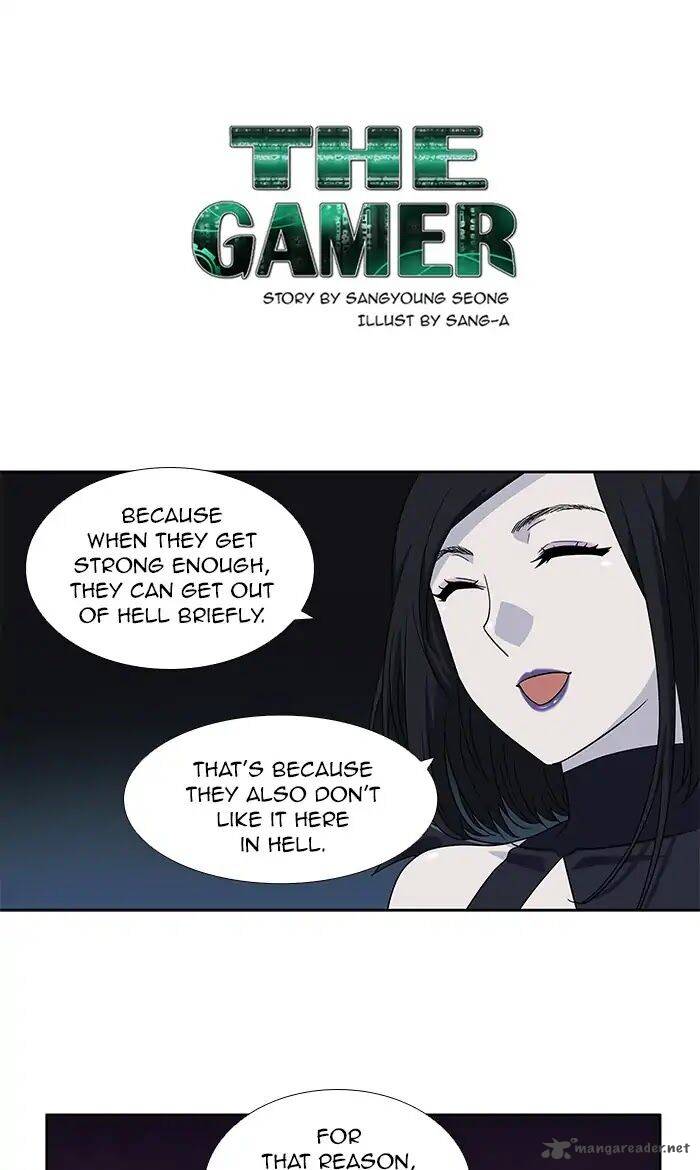 THE
GAMER
STORY BY SANGYOUNG SEONG
ILLUST BY SANG-A
BECAUSE
WHEN THEY GET
STRONG ENOUGH,
THEY CAN GET OUT
OF HELL BRIEFLY.
THAT'S BECAUSE
THEY ALSO DON'T
LIKE IT HERE
IN HELL.
FOR
THAT REASON,
mangareader.net